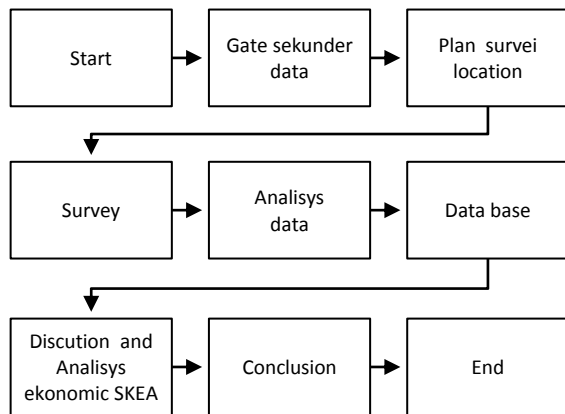 Start
Gate sekunder
data
Plan survei
location
Survey
Analisys
data
Data base
Discution and
Analisys
ekonomic SKEA
Conclusion
End